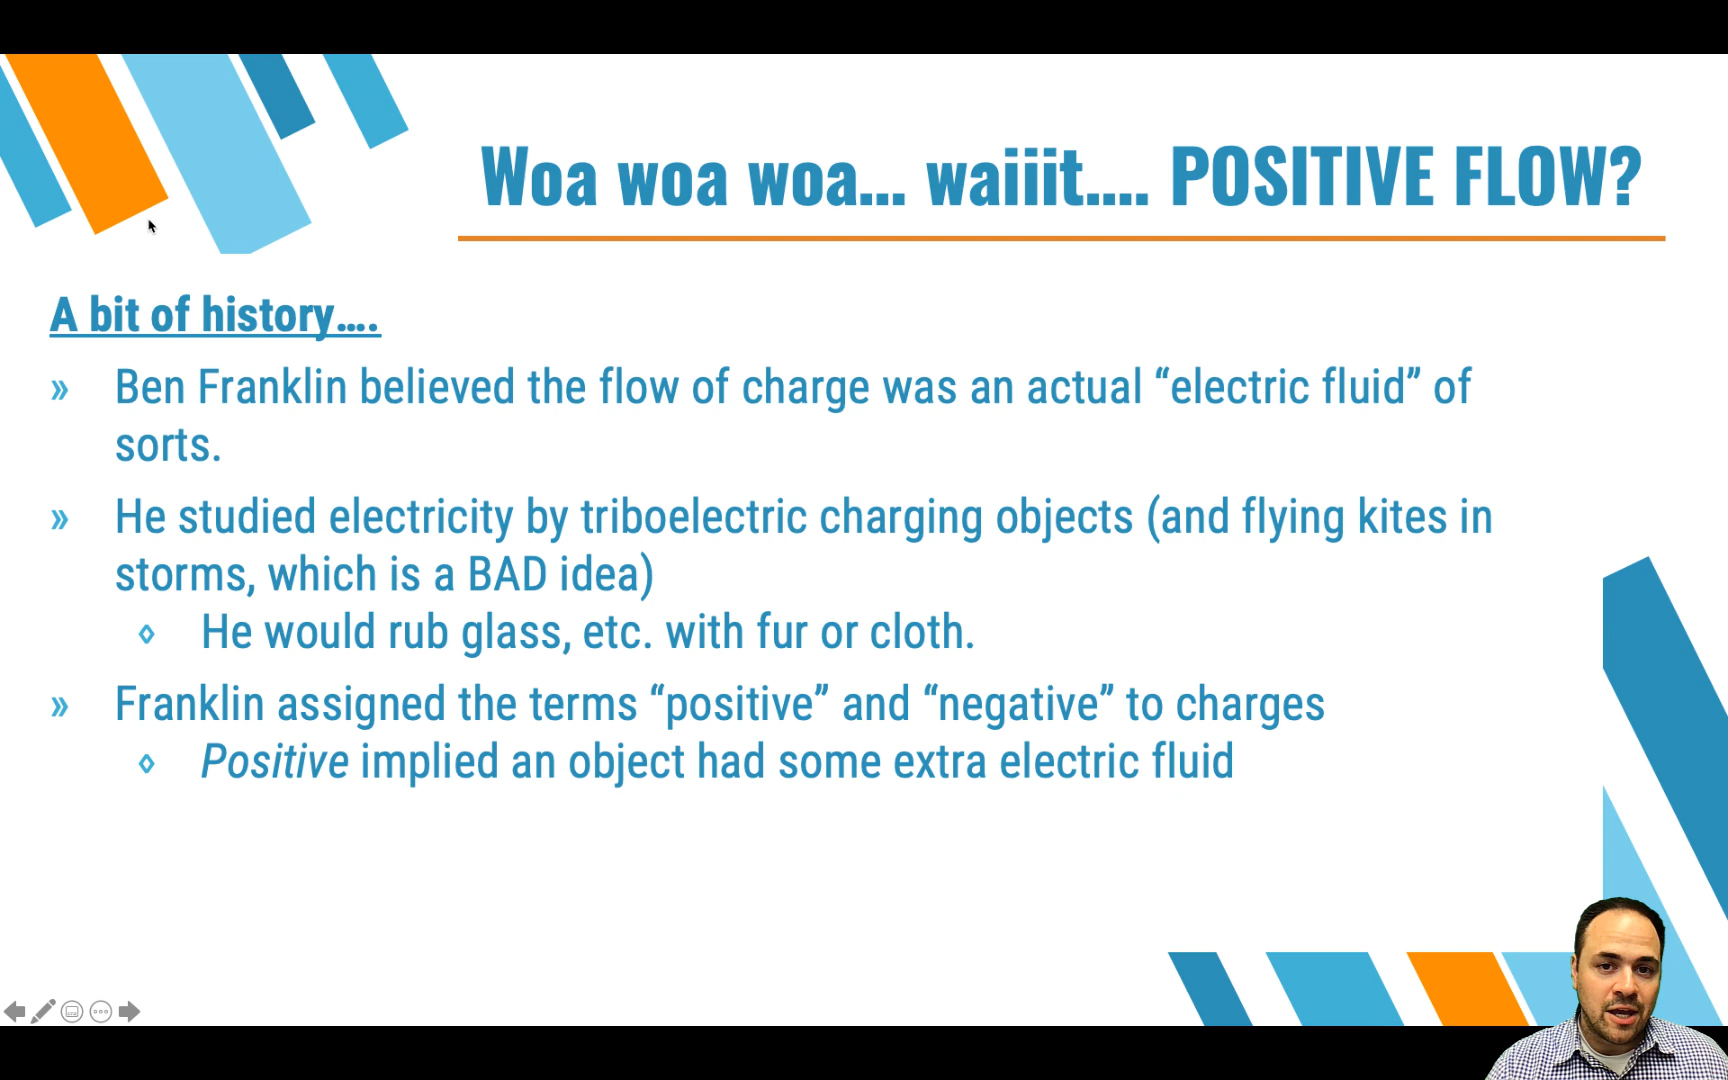 Woa woa woa... waiiit.... POSITIVE FLOW?
A bit of history....
» Ben Franklin believed the flow of charge was an actual “electric fluid” of
sorts.
» He studied electricity by triboelectric charging objects (and flying kites in
storms, which is a BAD idea)
◊ He would rub glass, etc. with fur or cloth.
» Franklin assigned the terms “positive” and “negative” to charges
◊ Positive implied an object had some extra electric fluid